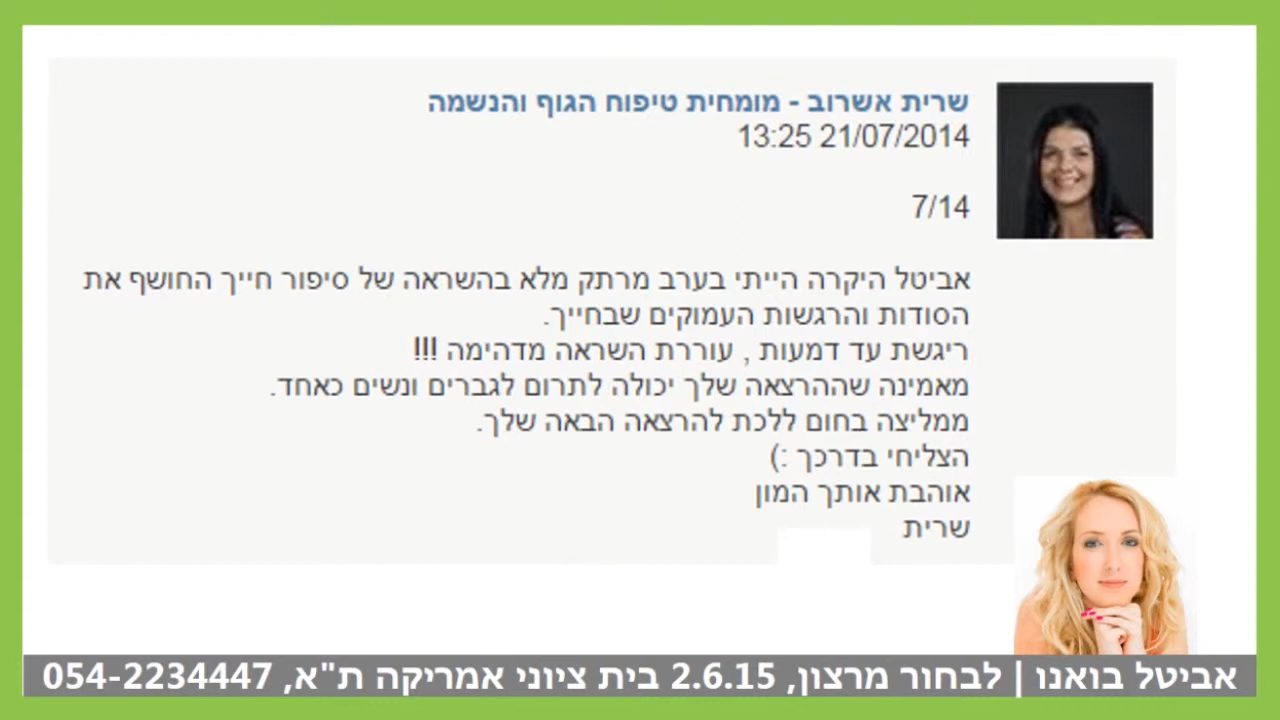 שרית אשרוב - מומחית טיפוח הגוף והנשמה
13:25 21/07/2014
7/14
אביטל היקרה הייתי בערב מרתק מלא בהשראה של סיפור חייך החושף את
הסודות והרגשות העמוקים שבחייך.
ריגשת עד דמעות , עוררת השראה מדהימה !!!
מאמינה שההרצאה שלך יכולה לתרום לגברים ונשים כאחד.
ממליצה בחום ללכת להרצאה הבאה שלך.
הצליחי בדרכך :)
אוהבת אותך המון
שרית
אביטל בואנו | לבחור מרצון, 2.6.15 בית ציוני אמריקה ת"א, 054-2234447